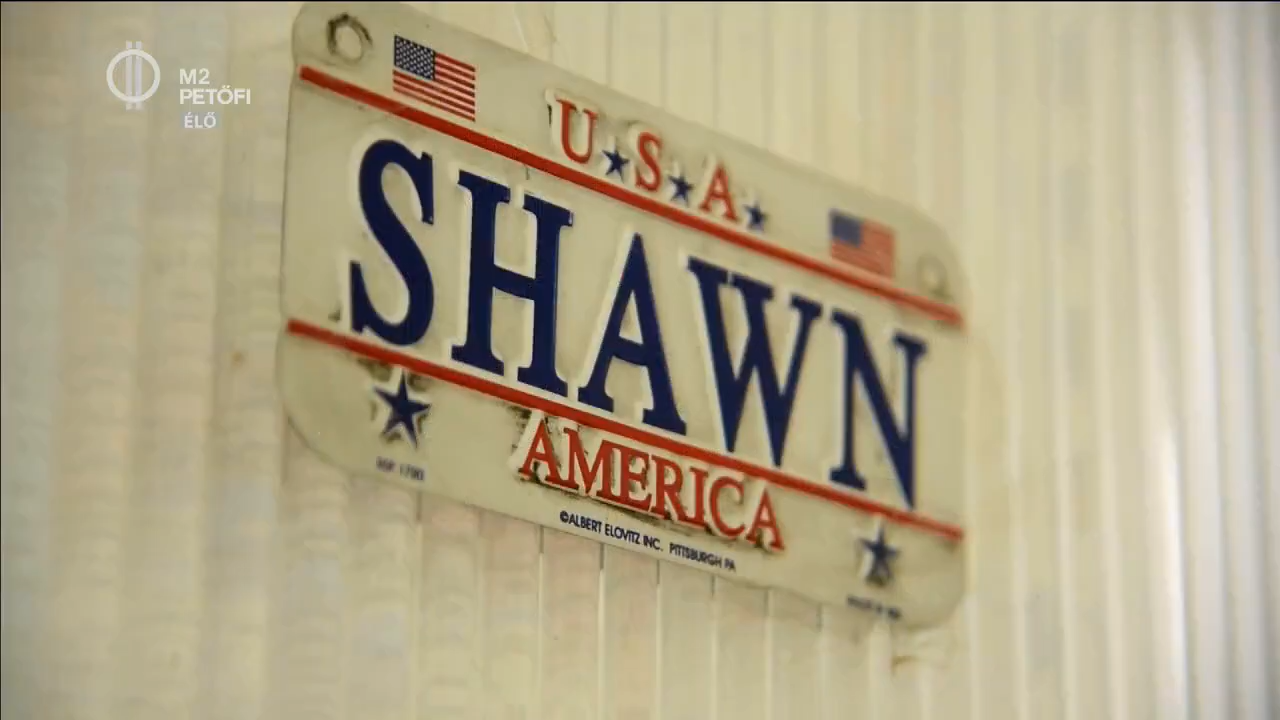 M2
PETŐFI
ÉLŐ
U★S★A★
SHAWN
AMERICA
©ALBERT ELOVITZ INC. PITTSBURGH PA